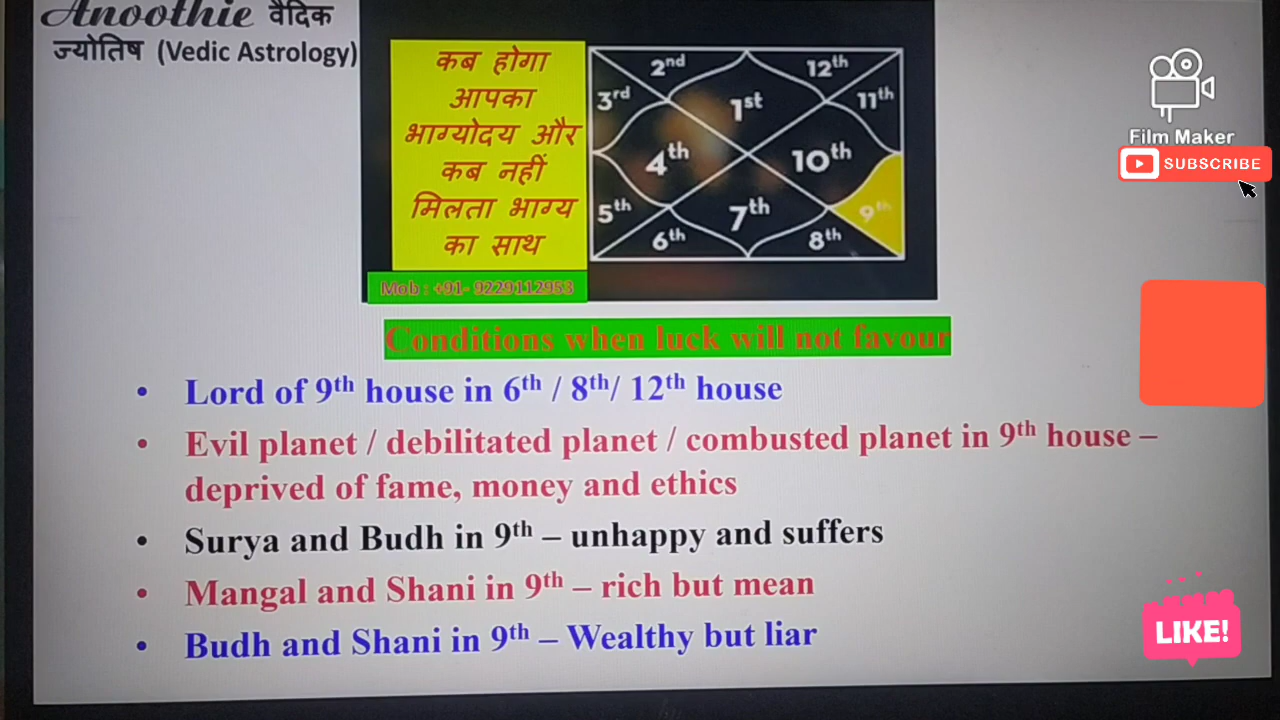 Anoothie वैदिक
ज्योतिष (Vedic Astrology)
कब होगा
आपका
भाग्योदय और
कब नहीं
मिलता भाग्य
का साथ
Mob : +91- 9229112953
2nd
12th
3rd
1st
11th
4th
10th
5th
7th
9th
6th
8th
Film Maker
SUBSCRIBE
Conditions when luck will not favour
• Lord of 9th house in 6th / 8th/ 12th house
• Evil planet / debilitated planet / combusted planet in 9th house –
deprived of fame, money and ethics
• Surya and Budh in 9th – unhappy and suffers
• Mangal and Shani in 9th – rich but mean
• Budh and Shani in 9th – Wealthy but liar
LIKE!